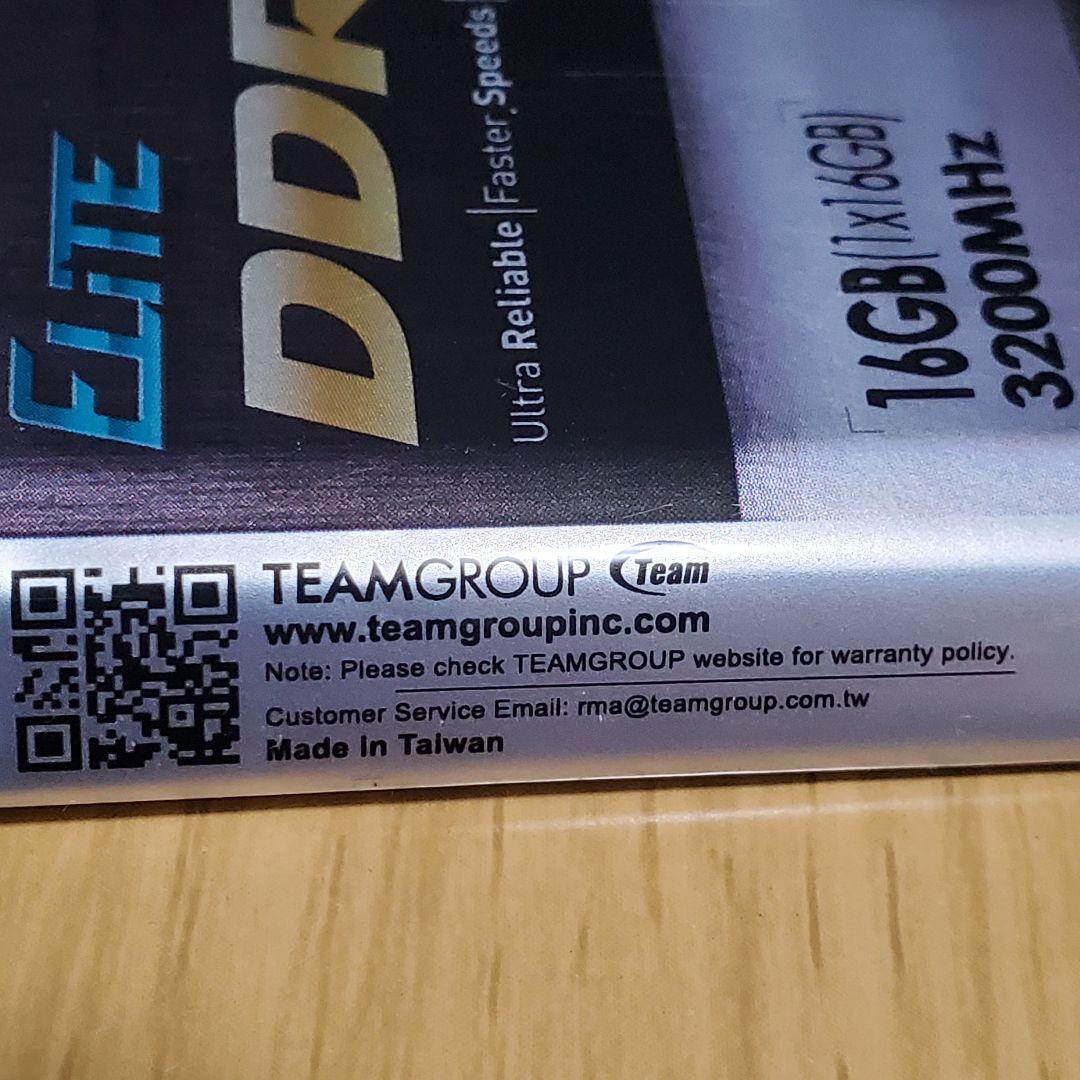 ELITE
DDR
Ultra Reliable | Faster Speeds
16GB(1x16GB)
3200MHz
TEAMGROUP Team
www.teamgroupinc.com
Note: Please check TEAMGROUP website for warranty policy.
Customer Service Email: rma@teamgroup.com.tw
Made in Taiwan